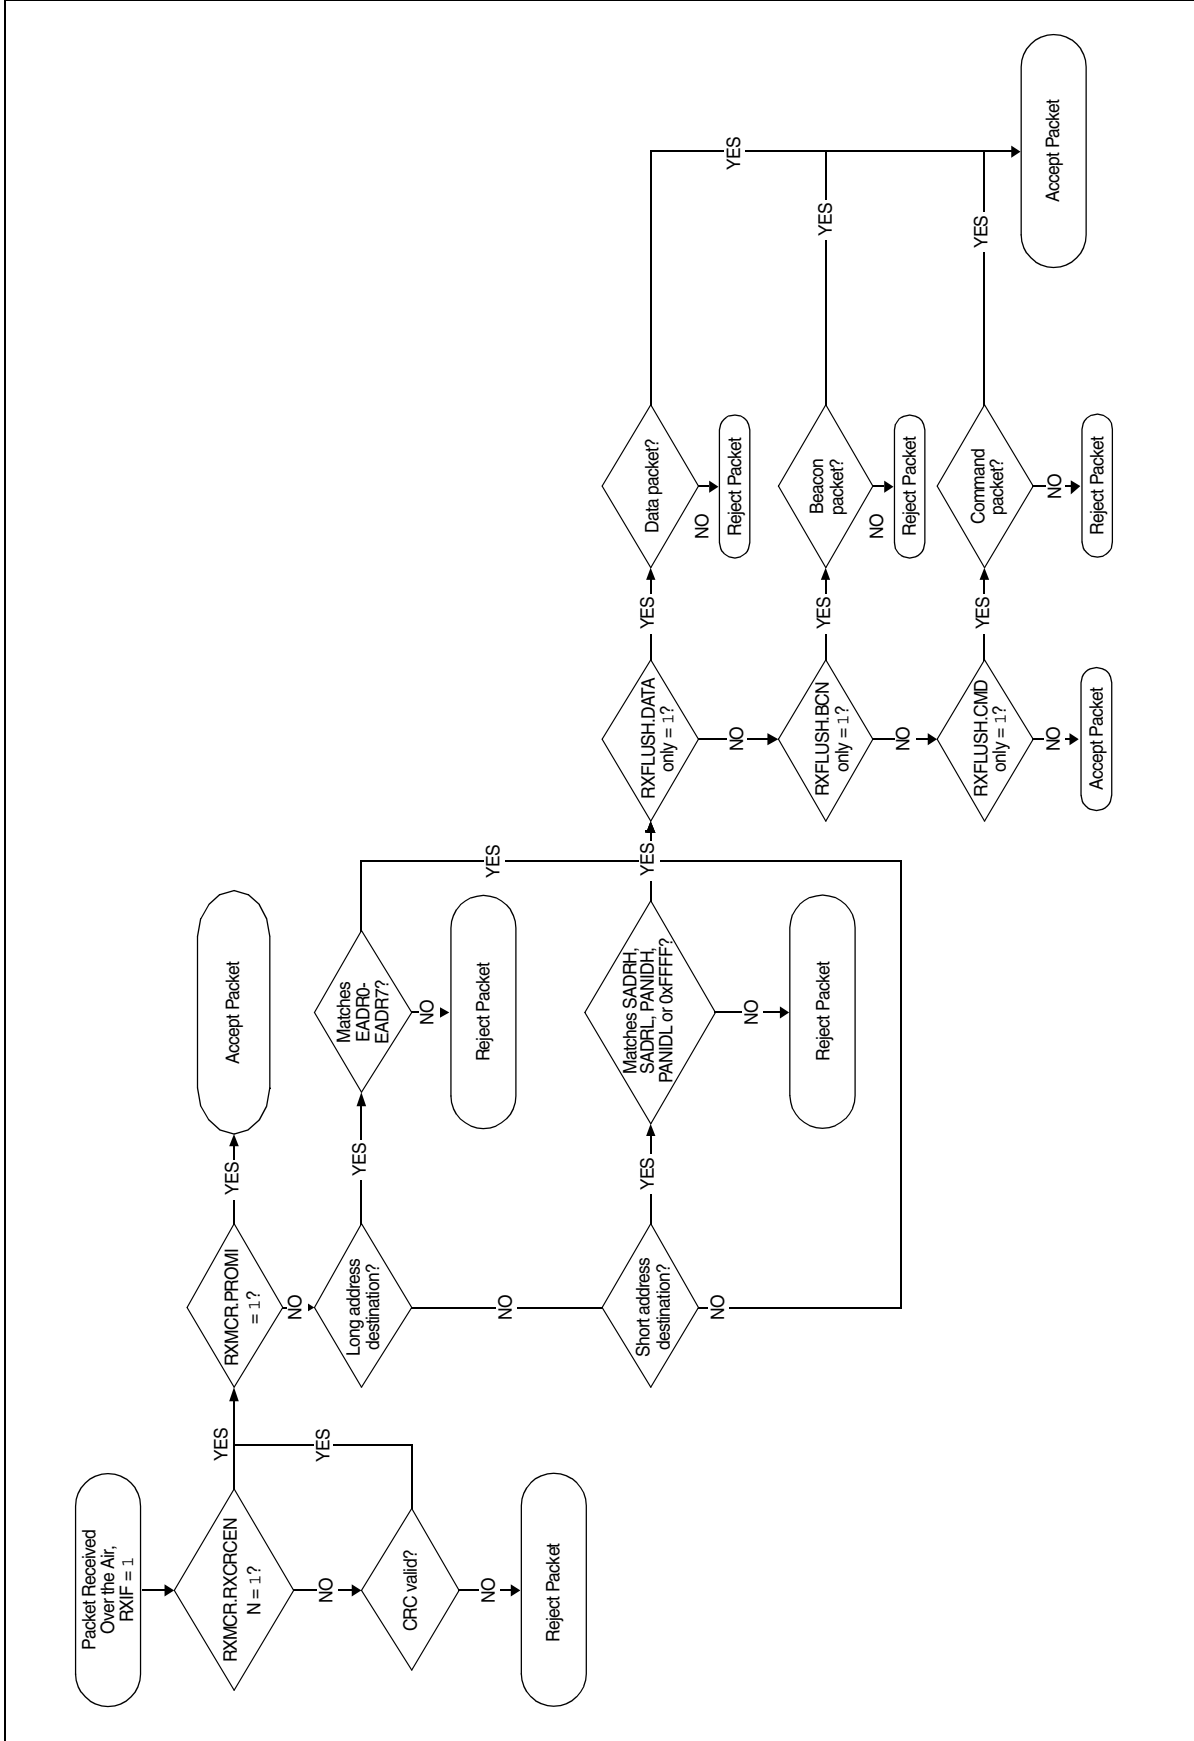 Packet Received
Over the Air,
RXIF = 1
RXMCR.RXCRCEN
N = 1?
YES
NO
CRC valid?
YES
NO
Reject Packet
RXMCR.PROMI
= 1?
YES
Accept Packet
NO
Long address
destination?
YES
Matches
EADR0-
EADR7?
YES
NO
Reject Packet
NO
Short address
destination?
YES
Matches SADRH,
SADRL, PANIDH,
PANIDL or 0xFFFF?
YES
NO
Reject Packet
NO
RXFLUSH.DATA
only = 1?
YES
Data packet?
YES
NO
Reject Packet
NO
RXFLUSH.BCN
only = 1?
YES
Beacon
packet?
YES
NO
Reject Packet
NO
RXFLUSH.CMD
only = 1?
YES
Command
packet?
YES
NO
Reject Packet
NO
Accept Packet
Accept Packet